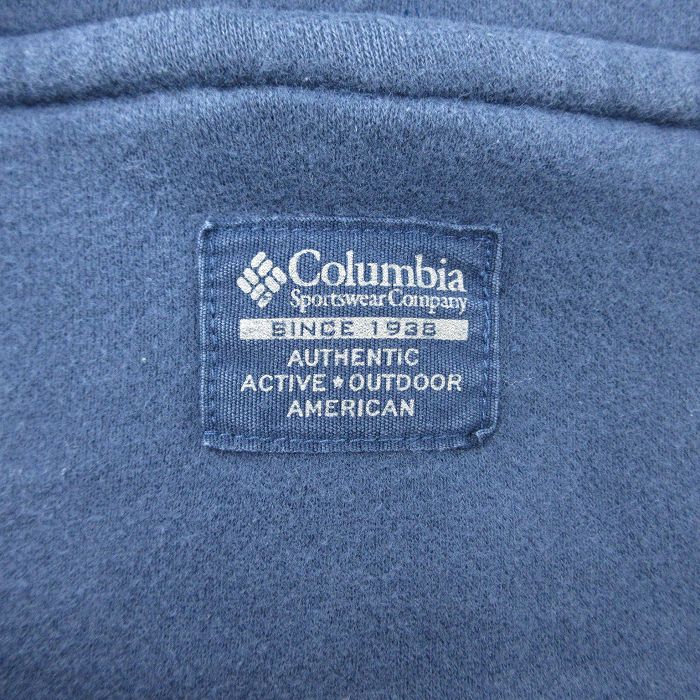 Columbia
Sportswear Company
SINCE 1938
AUTHENTIC
ACTIVE ★ OUTDOOR
AMERICAN